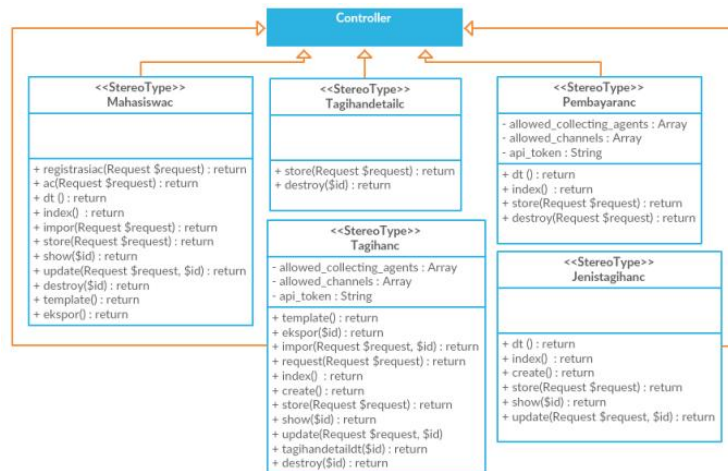 Controller
<<StereoType>>
Mahasiswac
+ registrasiac(Request $request) : return
+ ac(Request $request) : return
+ dt () : return
+ index() : return
+ impor(Request $request) : return
+ store(Request $request) : return
+ show($id) : return
+ update(Request $request, $id) : return
+ destroy($id) : return
+ template() : return
+ ekspor() : return
<<StereoType>>
Tagihandetailc
+ store(Request $request) : return
+ destroy($id) : return
<<StereoType>>
Pembayaranc
- allowed_collecting_agents : Array
- allowed_channels : Array
- api_token : String
+ dt () : return
+ index() : return
+ store(Request $request) : return
+ destroy(Request $request) : return
<<StereoType>>
Tagihanc
- allowed_collecting_agents : Array
- allowed_channels : Array
- api_token : String
+ template() : return
+ ekspor($id) : return
+ impor(Request $request, $id) : return
+ request(Request $request) : return
+ index() : return
+ create() : return
+ store(Request $request) : return
+ show($id) : return
+ update(Request $request, $id)
+ tagihandetaildt($id) : return
+ destroy($id) : return
<<StereoType>>
Jenistagihanc
+ dt () : return
+ index() : return
+ create() : return
+ store(Request $request) : return
+ show($id) : return
+ update(Request $request, $id) : return